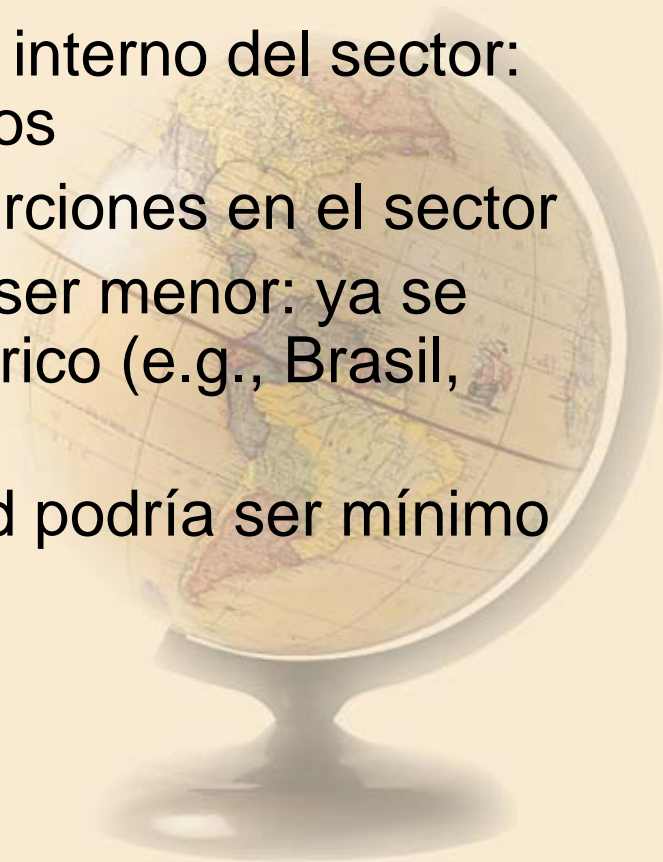 interno del sector:
os
rciones en el sector
ser menor: ya se
rico (e.g., Brasil,
d podría ser mínimo